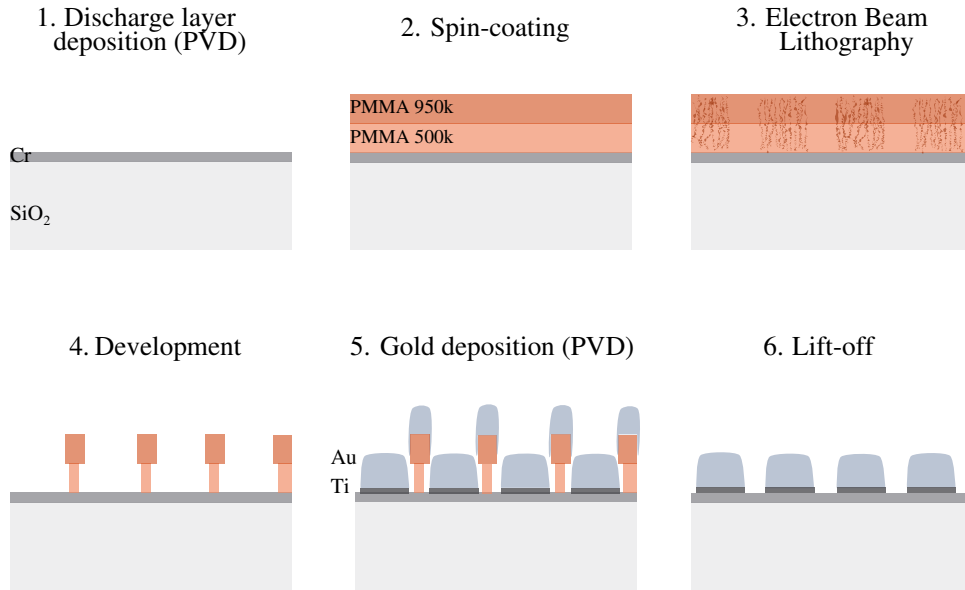 1. Discharge layer
deposition (PVD)
2. Spin-coating
3. Electron Beam
Lithography
PMMA 950k
PMMA 500k
Cr
SiO₂
4. Development
5. Gold deposition (PVD)
6. Lift-off
Au
Ti